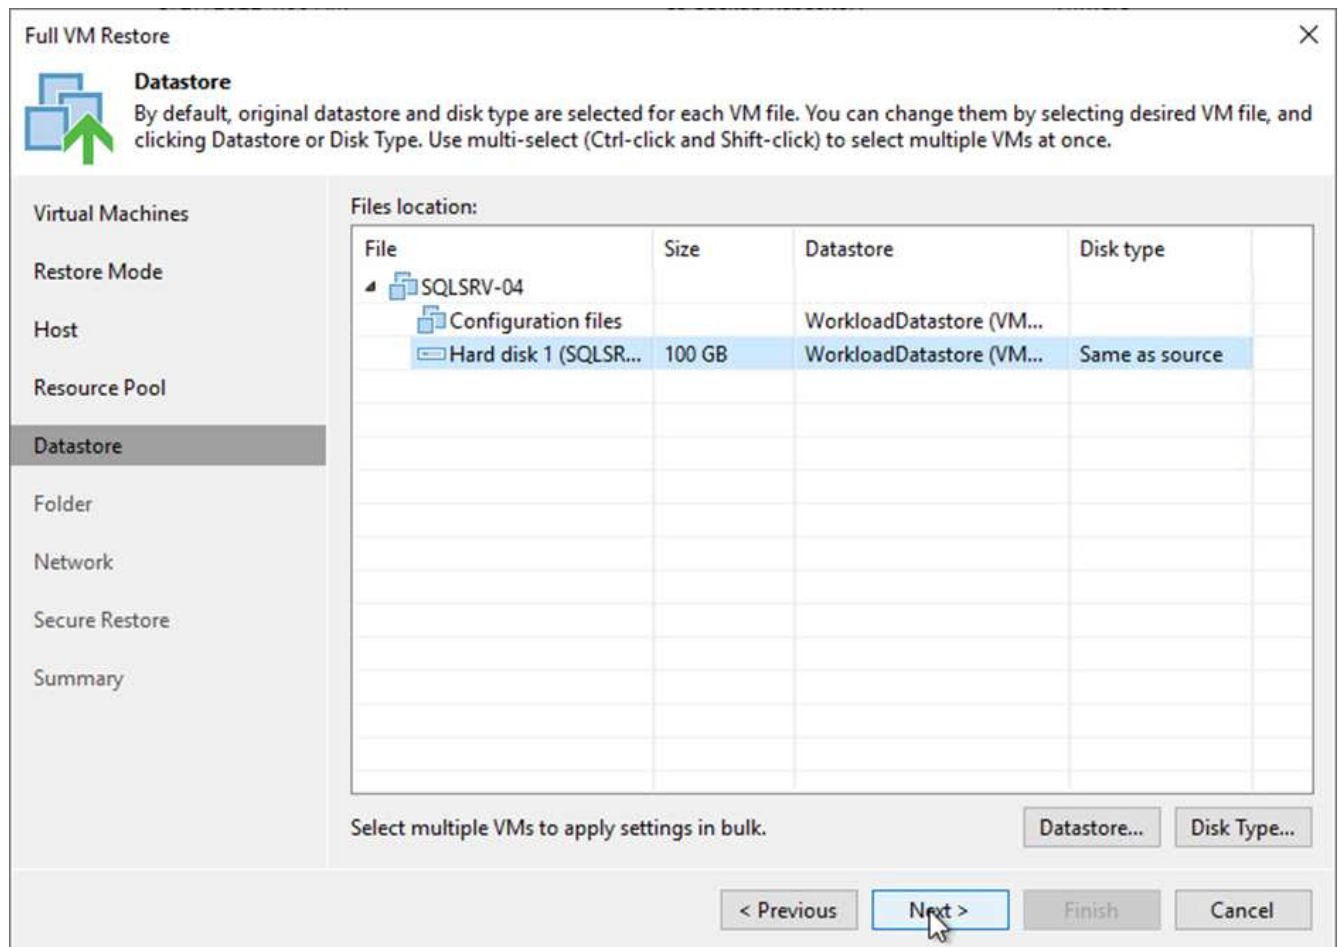 Full VM Restore
Datastore
By default, original datastore and disk type are selected for each VM file. You can change them by selecting desired VM file, and
clicking Datastore or Disk Type. Use multi-select (Ctrl-click and Shift-click) to select multiple VMs at once.
Virtual Machines
Restore Mode
Host
Resource Pool
Datastore
Folder
Network
Secure Restore
Summary
Files location:
File Size Datastore Disk type
SQLSRV-04
Configuration files WorkloadDatastore (VM...
Hard disk 1 (SQLSR... 100 GB WorkloadDatastore (VM... Same as source
Select multiple VMs to apply settings in bulk.
Datastore... Disk Type...
< Previous Next > Finish Cancel